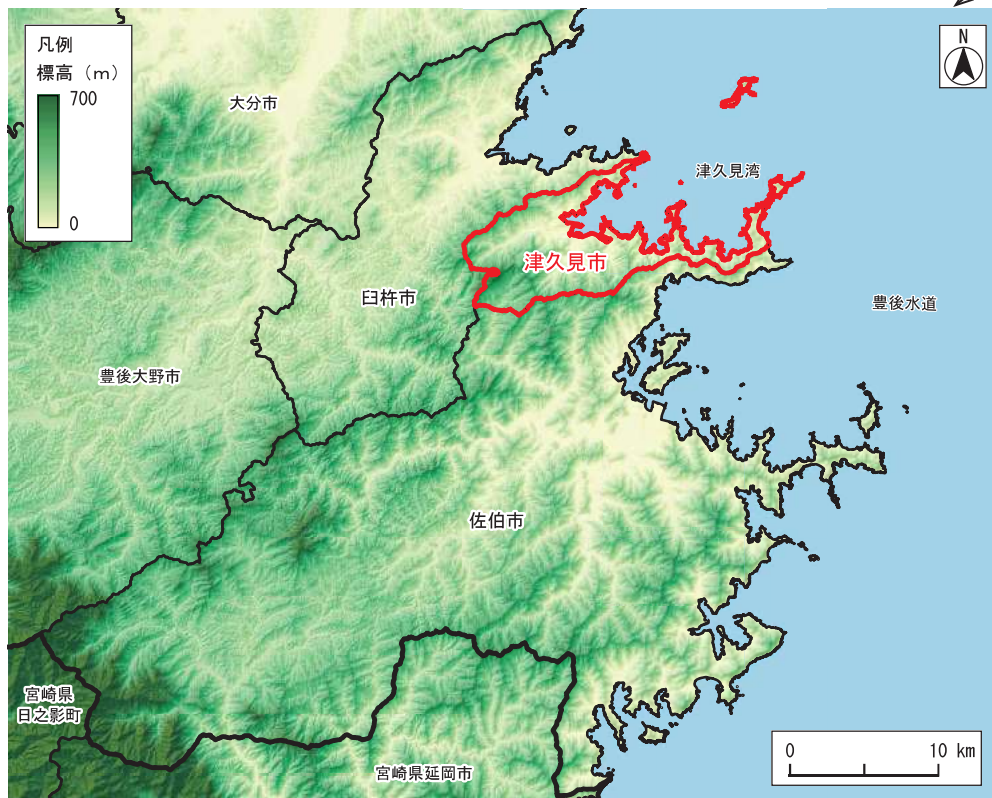 凡例
標高（m）
700
0
N
大分市
津久見湾
津久見市
臼杵市
豊後水道
豊後大野市
佐伯市
宮崎県
日之影町
宮崎県延岡市
0 10 km